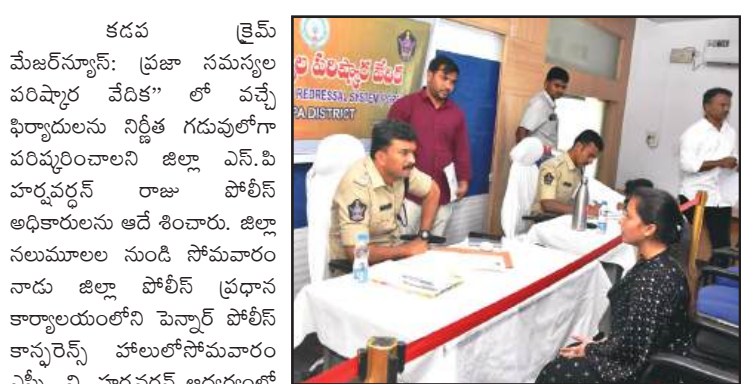 కడప క్రైమ్
మేజర్‌న్యూస్: ప్రజా సమస్యల
పరిష్కార వేదిక” లో వచ్చే
ఫిర్యాదులను నిర్ణీత గడువులోగా
పరిష్కరించాలని జిల్లా ఎస్.పి
హర్షవర్ధన్ రాజు పోలీస్
అధికారులను ఆదే శించారు. జిల్లా
నలుమూలల నుండి సోమవారం
నాడు జిల్లా పోలీస్ ప్రధాన
కార్యాలయంలోని పెన్నార్ పోలీస్
కాన్ఫరెన్స్ హాలులోసోమవారం
పరిష్కార వేదిక
REDRESSAL SYSTEM
PA DISTRICT